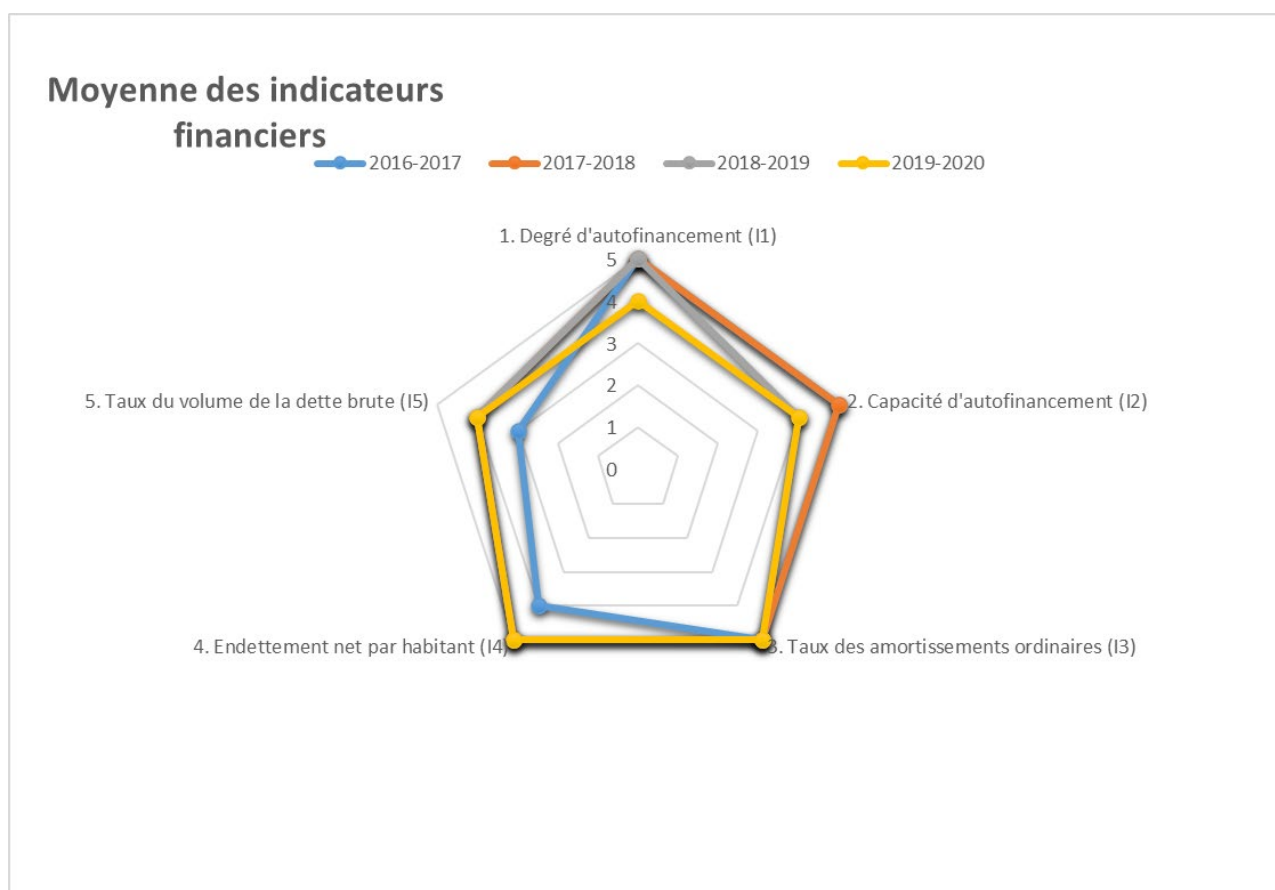 Moyenne des indicateurs
financiers
2016-2017 2017-2018 2018-2019 2019-2020
1. Degré d'autofinancement (I1)
5
4
2. Capacité d'autofinancement (I2)
5. Taux du volume de la dette brute (I5)
3
2
1
0
4. Endettement net par habitant (I4)
3. Taux des amortissements ordinaires (I3)